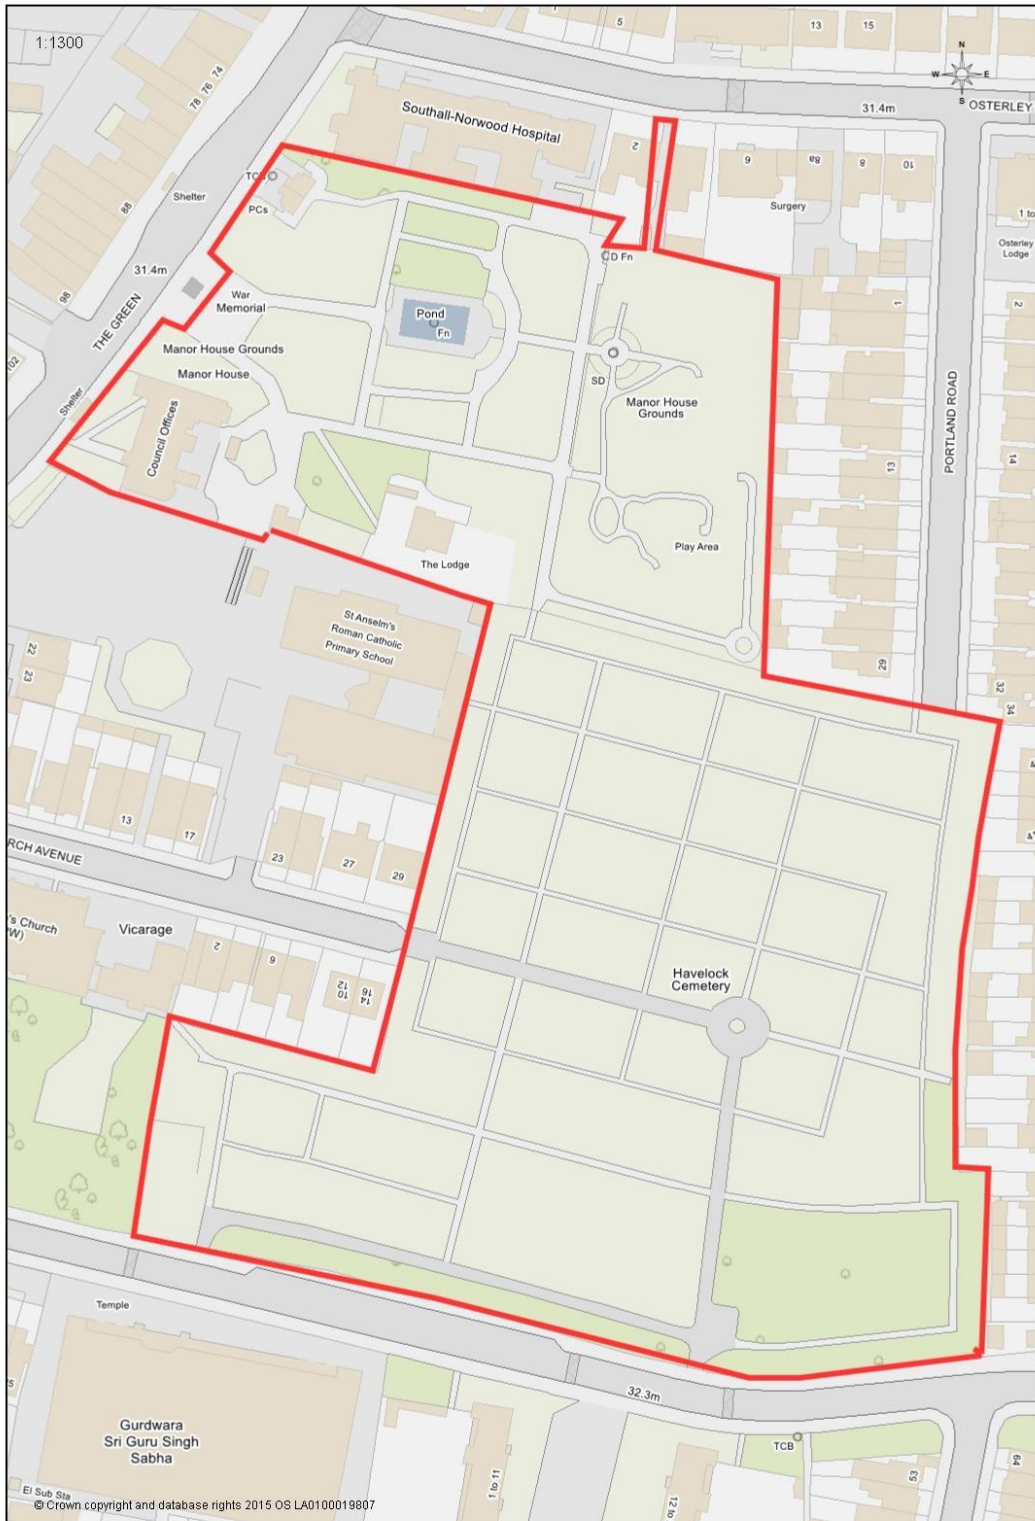 1:1300
5
13
15
N
W
E
S
OSTERLEY
31.4m
78 76 74
Southall-Norwood Hospital
2
6
8a
8
10
TCB
PCs
Shelter
88
Surgery
1 to
Osterley
Lodge
D Fn
31.4m
98
War
Memorial
Pond
Fn
1
2
THE GREEN
Manor House Grounds
Manor House
102
SD
Manor House
Grounds
Shelter
Council Offices
PORTLAND ROAD
13
14
Play Area
The Lodge
St Anselm's
Roman Catholic
Primary School
22
23
29
32
34
13
17
23
27
29
RCH AVENUE
's Church
W)
Vicarage
2
6
10
12
14
16
Havelock
Cemetery
Temple
32.3m
Gurdwara
Sri Guru Singh
Sabha
TCB
1 to 11
12 to
53
64
El Sub Sta
© Crown copyright and database rights 2015 OS LA0100019807